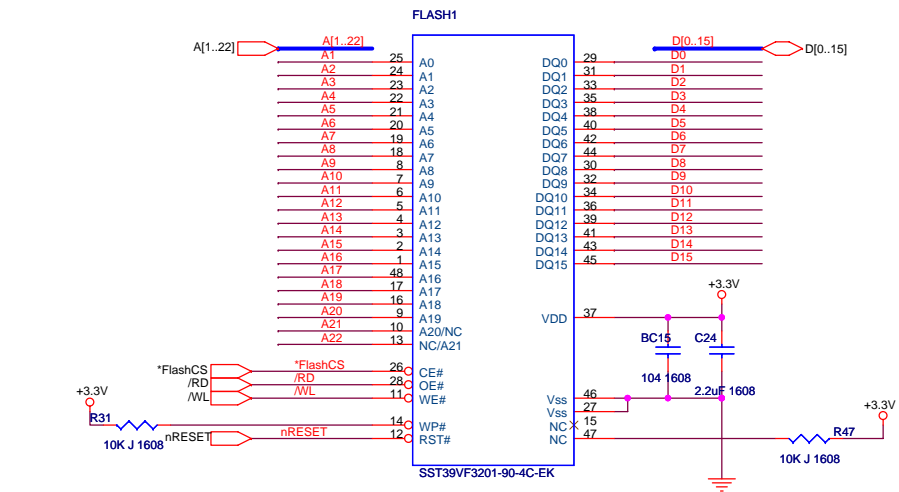 FLASH1
A[1..22] A[1..22] D[0..15] D[0..15]
A1 25 A0 DQ0 29 D0
A2 24 A1 DQ1 31 D1
A3 23 A2 DQ2 33 D2
A4 22 A3 DQ3 35 D3
A5 21 A4 DQ4 38 D4
A6 20 A5 DQ5 40 D5
A7 19 A6 DQ6 42 D6
A8 18 A7 DQ7 44 D7
A9 8 A8 DQ8 30 D8
A10 7 A9 DQ9 32 D9
A11 6 A10 DQ10 34 D10
A12 5 A11 DQ11 36 D11
A13 4 A12 DQ12 39 D12
A14 3 A13 DQ13 41 D13
A15 2 A14 DQ14 43 D14
A16 1 A15 DQ15 45 D15
A17 48 A16
A18 17 A17
A19 16 A18 +3.3V
A20 9 A19 VDD 37
A21 10 A20/NC
A22 13 NC/A21 BC15 C24
*FlashCS *FlashCS 26 CE# 104 1608
/RD /RD 28 OE# 2.2uF 1608
/WL /WL 11 WE# Vss 46
+3.3V Vss 27 +3.3V
R31 14 WP# NC 15
10K J 1608 nRESET nRESET 12 RST# NC 47 R47
10K J 1608
SST39VF3201-90-4C-EK